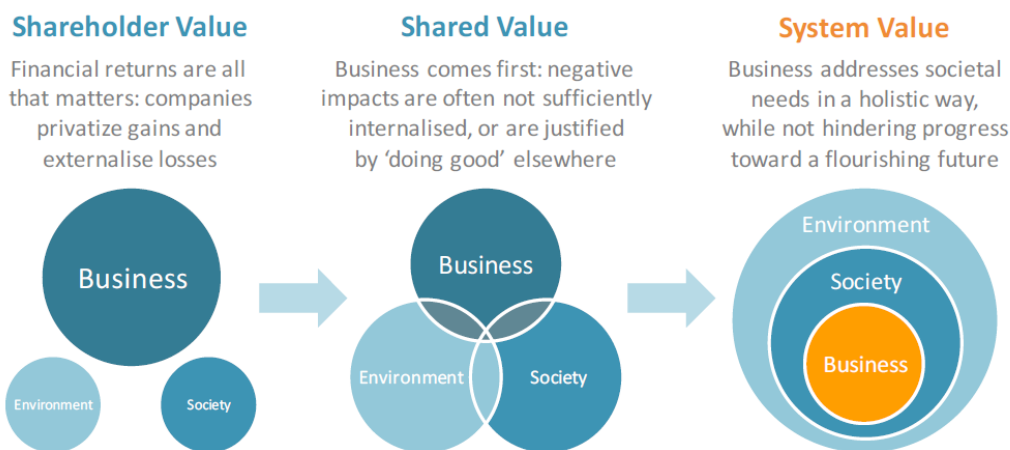 Shareholder Value
Financial returns are all
that matters: companies
privatize gains and
externalise losses
Business
Environment
Society
Shared Value
Business comes first: negative
impacts are often not sufficiently
internalised, or are justified
by ‘doing good’ elsewhere
Business
Environment
Society
System Value
Business addresses societal
needs in a holistic way,
while not hindering progress
toward a flourishing future
Environment
Society
Business